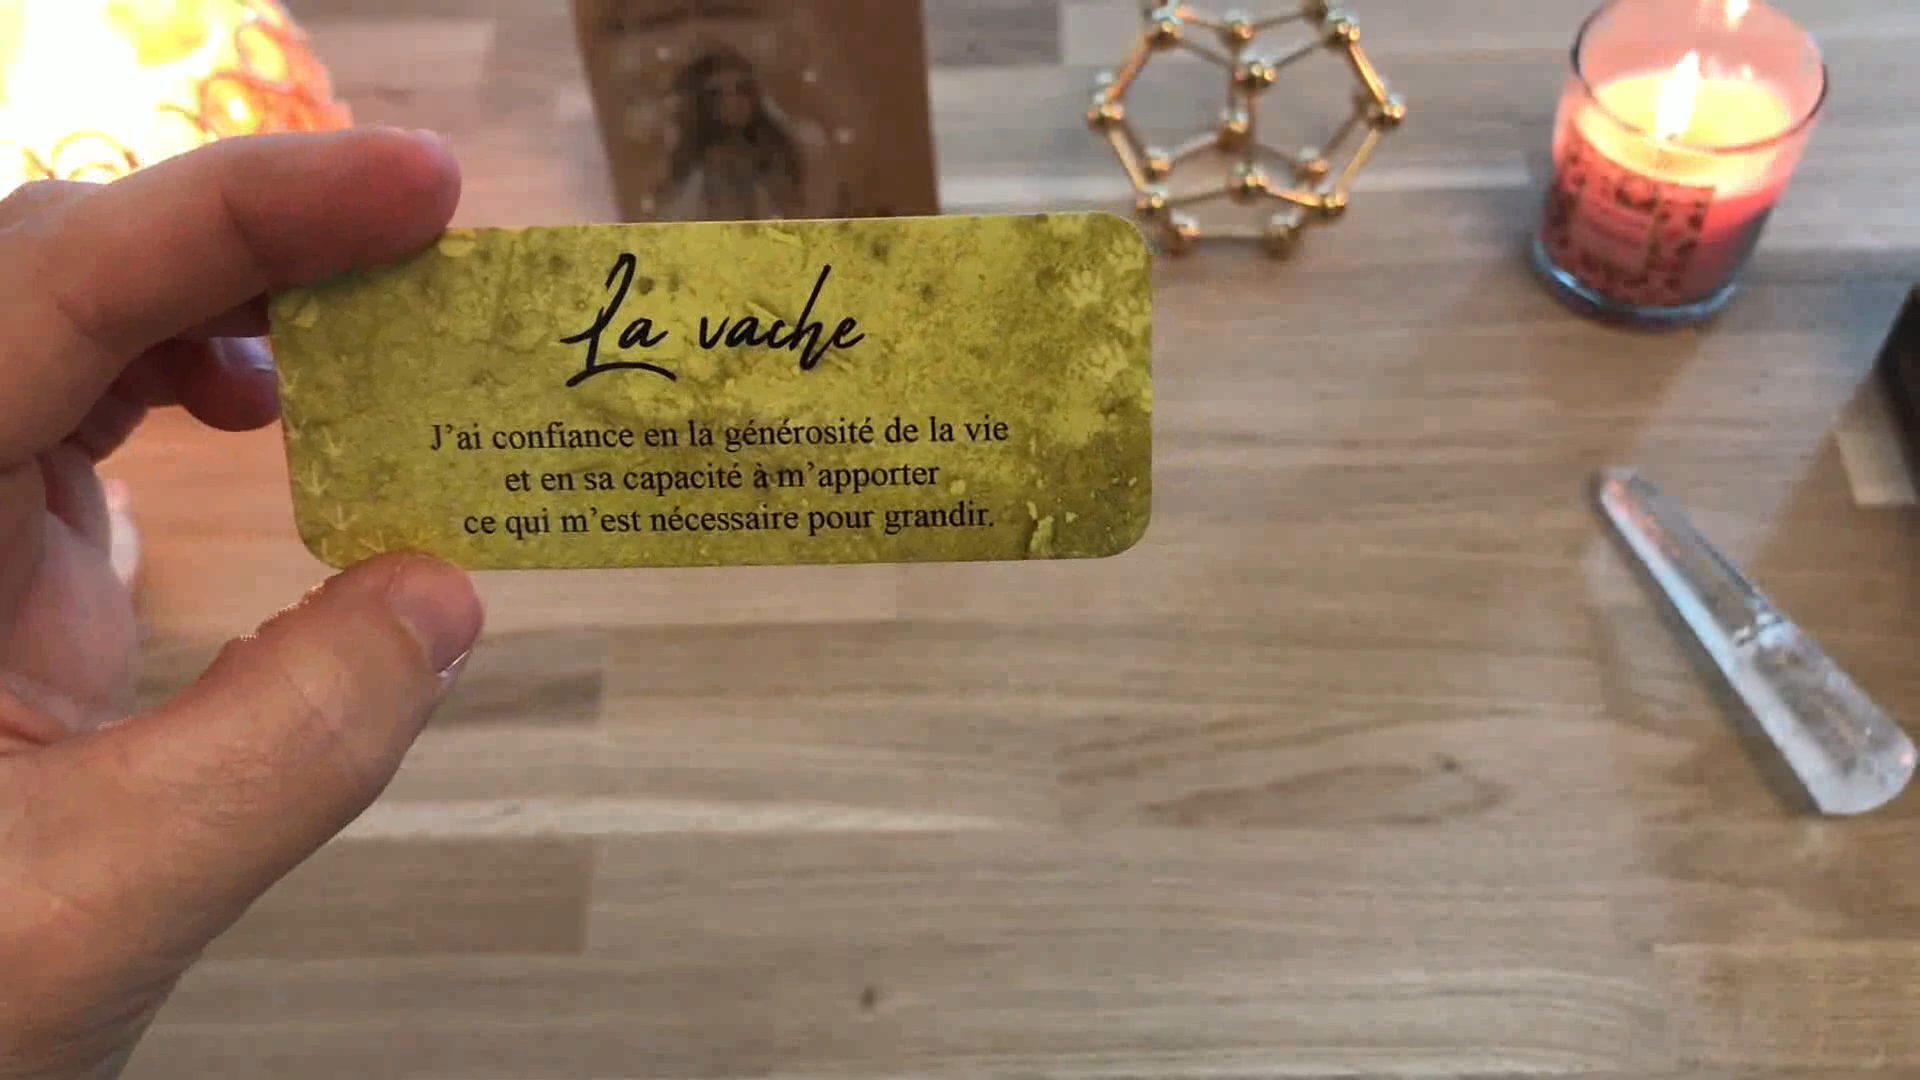 La vache
J’ai confiance en la générosité de la vie
et en sa capacité à m’apporter
ce qui m’est nécessaire pour grandir.